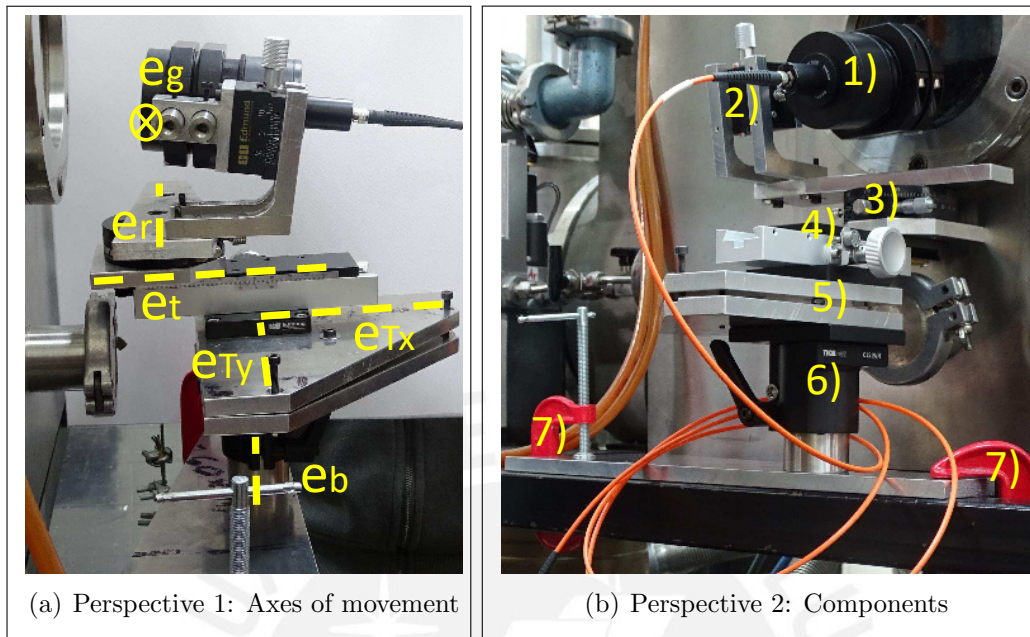 eg
er
et
eTx
eTy
eb
Edmund
(a) Perspective 1: Axes of movement
1)
2)
3)
4)
5)
6)
7)
7)
(b) Perspective 2: Components